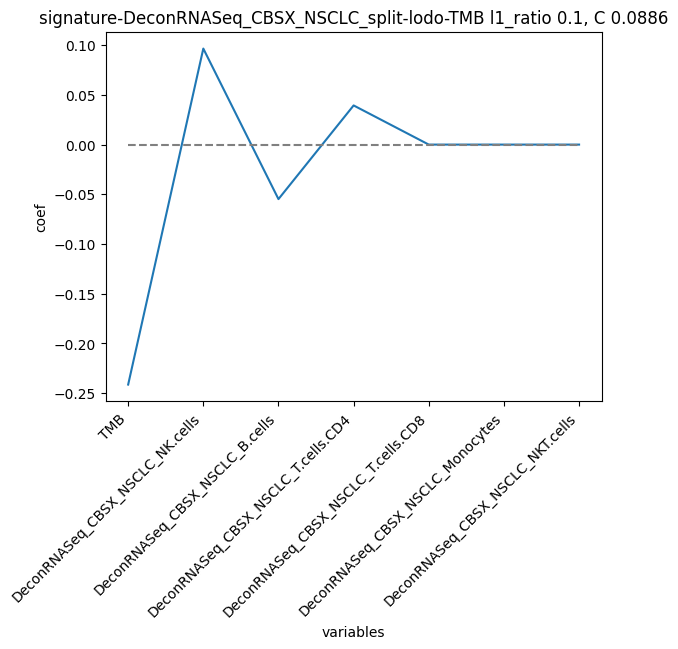 signature-DeconRNASeq_CBSX_NSCLC_split-lodo-TMB l1_ratio 0.1, C 0.0886
0.10
0.05
0.00
−0.05
−0.10
−0.15
−0.20
−0.25
coef
TMB
DeconRNASeq_CBSX_NSCLC_NK.cells
DeconRNASeq_CBSX_NSCLC_B.cells
DeconRNASeq_CBSX_NSCLC_T.cells.CD4
DeconRNASeq_CBSX_NSCLC_T.cells.CD8
DeconRNASeq_CBSX_NSCLC_Monocytes
DeconRNASeq_CBSX_NSCLC_NKT.cells
variables